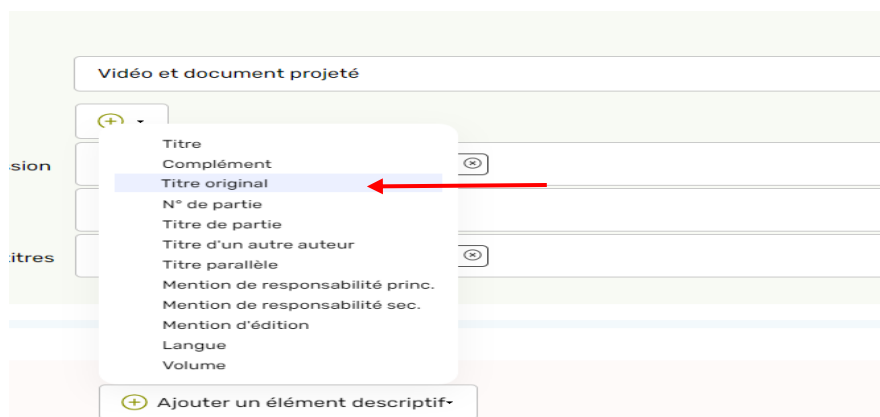 Vidéo et document projeté
Titre
ssion
Complément
Titre original
N° de partie
Titre de partie
Titre d'un autre auteur
itres
Titre parallèle
Mention de responsabilité princ.
Mention de responsabilité sec.
Mention d'édition
Langue
Volume
Ajouter un élément descriptif